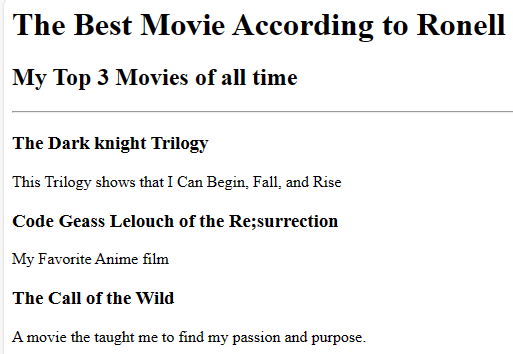 The Best Movie According to Ronell
My Top 3 Movies of all time
The Dark knight Trilogy
This Trilogy shows that I Can Begin, Fall, and Rise
Code Geass Lelouch of the Re;surrection
My Favorite Anime film
The Call of the Wild
A movie the taught me to find my passion and purpose.